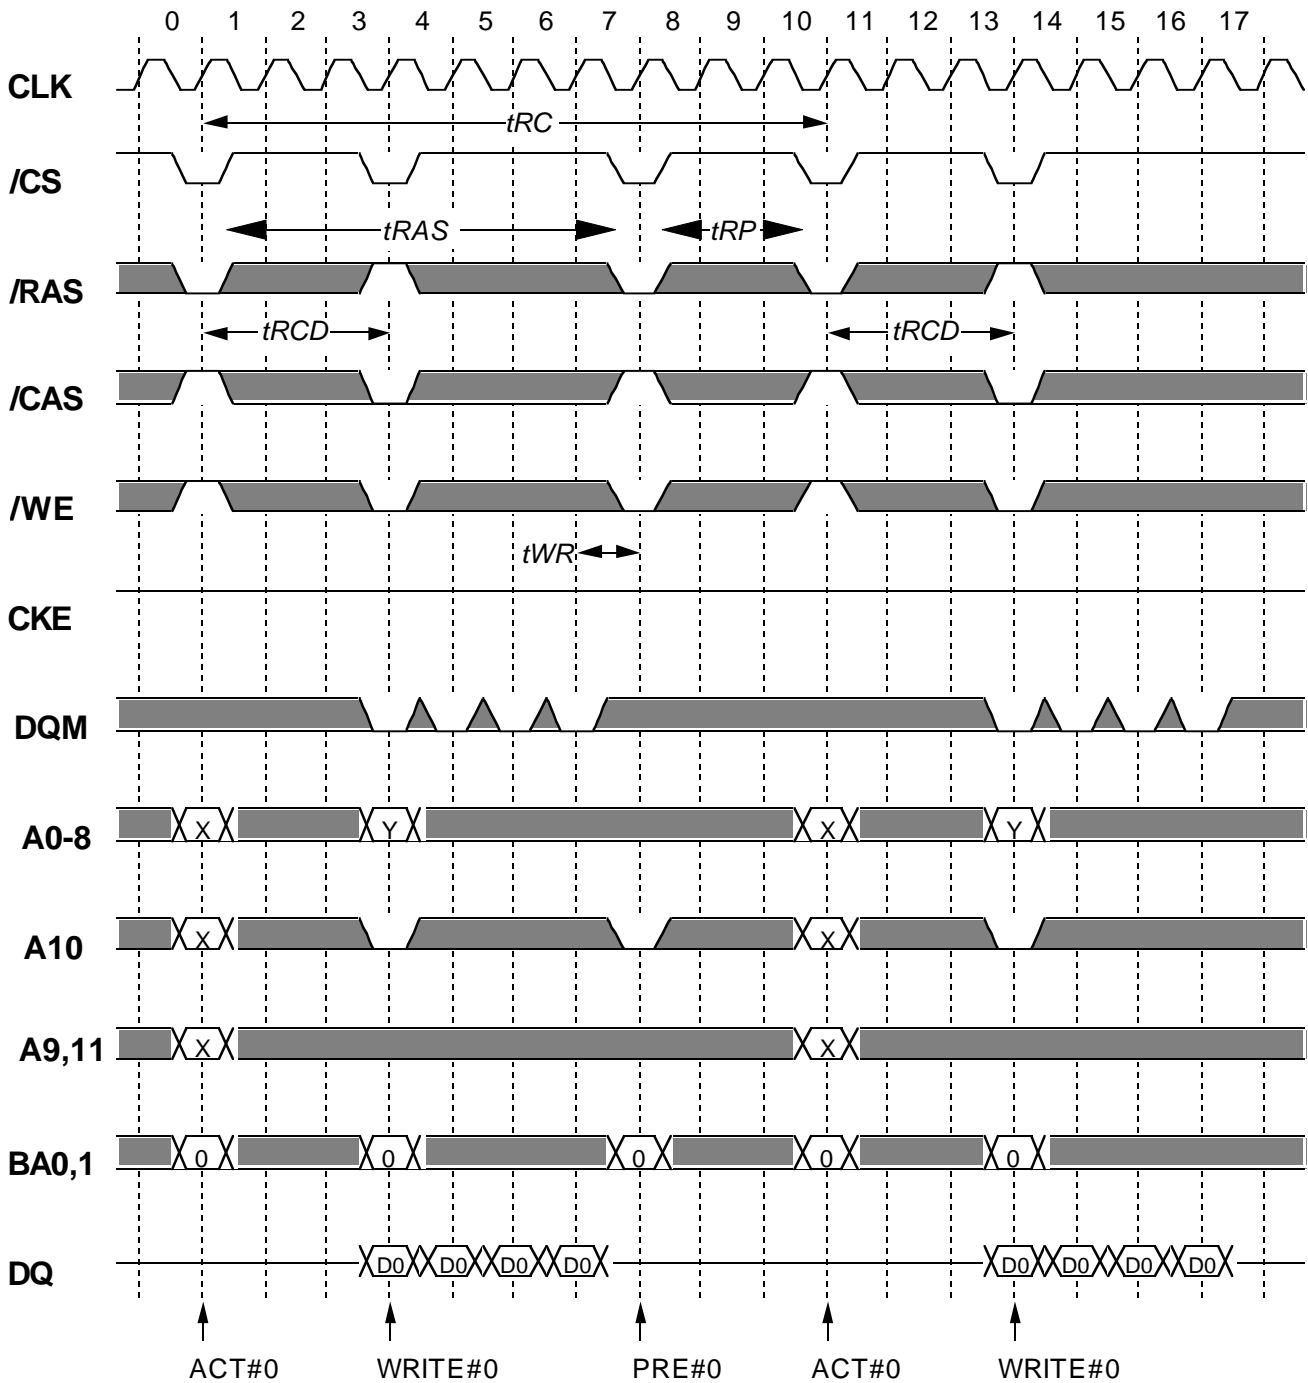 0 1 2 3 4 5 6 7 8 9 10 11 12 13 14 15 16 17
CLK
tRC
/CS
tRAS tRP
/RAS
tRCD tRCD
/CAS
/WE
tWR
CKE
DQM
A0-8 X Y X Y
A10 X X
A9,11 X X
BA0,1 0 0 0 0 0
DQ D0 D0 D0 D0 D0 D0 D0 D0
ACT#0 WRITE#0 PRE#0 ACT#0 WRITE#0